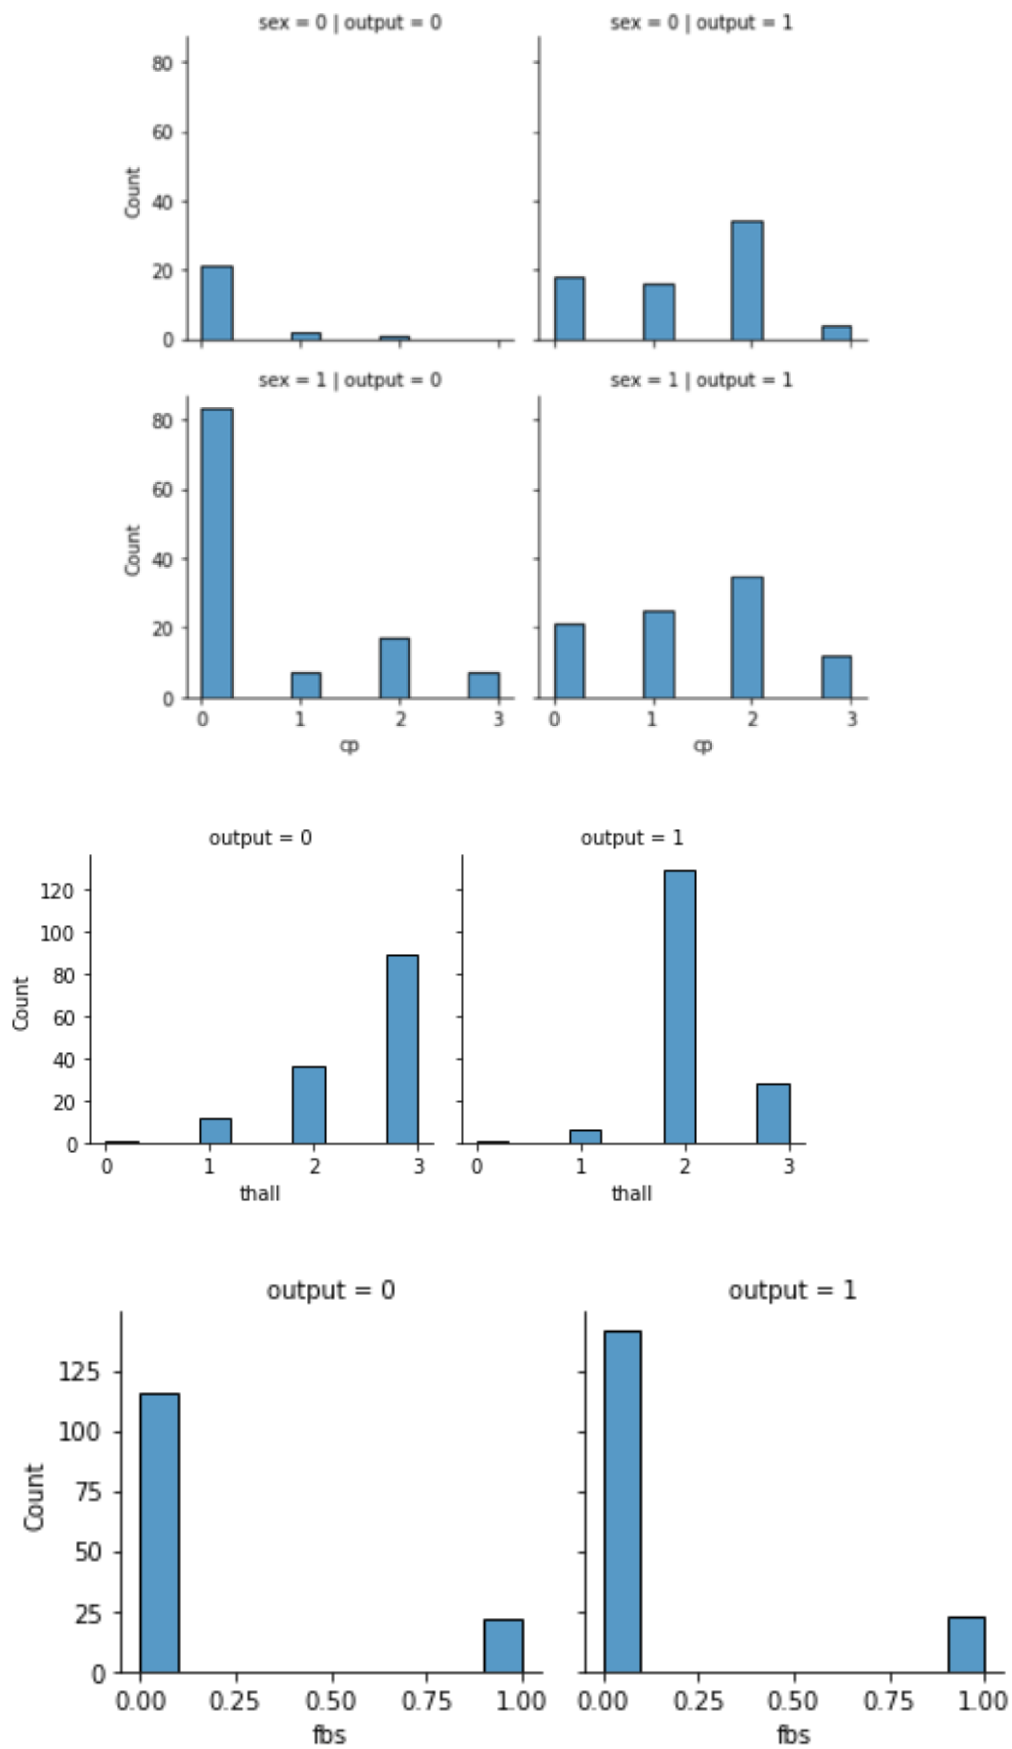 sex = 0 | output = 0
sex = 0 | output = 1
80
60
40
20
0
Count
sex = 1 | output = 0
sex = 1 | output = 1
80
60
40
20
0
Count
0 1 2 3
0 1 2 3
cp
cp
output = 0
output = 1
120
100
80
60
40
20
0
Count
0 1 2 3
0 1 2 3
thall
thall
output = 0
output = 1
125
100
75
50
25
0
Count
0.00 0.25 0.50 0.75 1.00
0.00 0.25 0.50 0.75 1.00
fbs
fbs